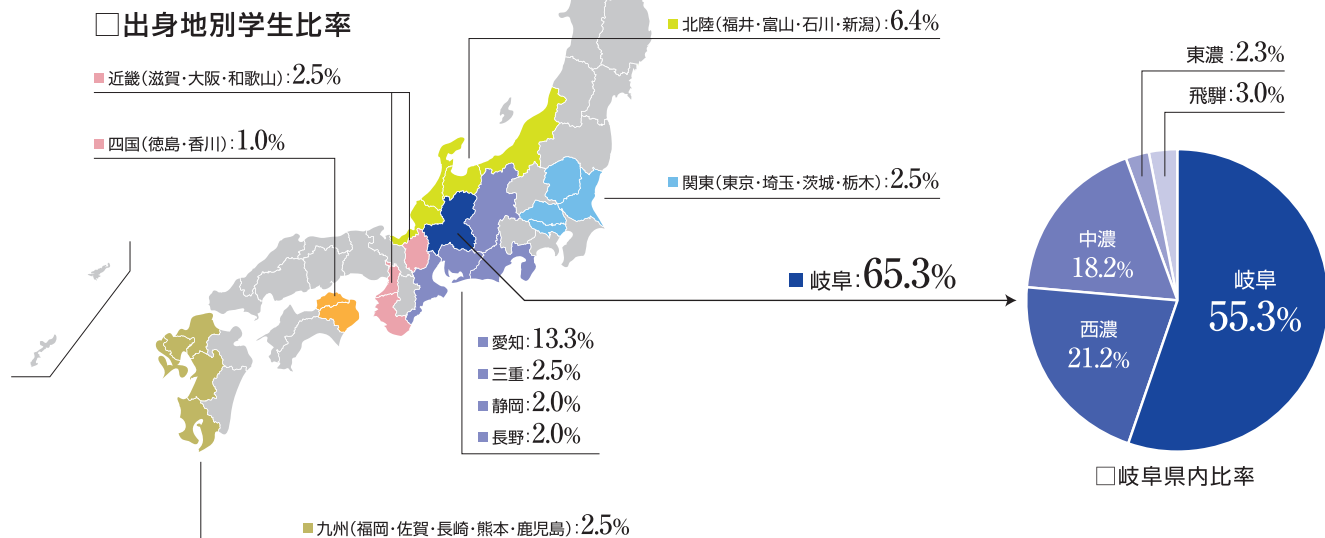 □出身地別学生比率
北陸(福井・富山・石川・新潟):6.4%
近畿(滋賀・大阪・和歌山):2.5%
四国(徳島・香川):1.0%
関東(東京・埼玉・茨城・栃木):2.5%
岐阜:65.3%
愛知:13.3%
三重:2.5%
静岡:2.0%
長野:2.0%
九州(福岡・佐賀・長崎・熊本・鹿児島):2.5%
東濃:2.3%
飛騨:3.0%
中濃
18.2%
西濃
21.2%
岐阜
55.3%
□岐阜県内比率